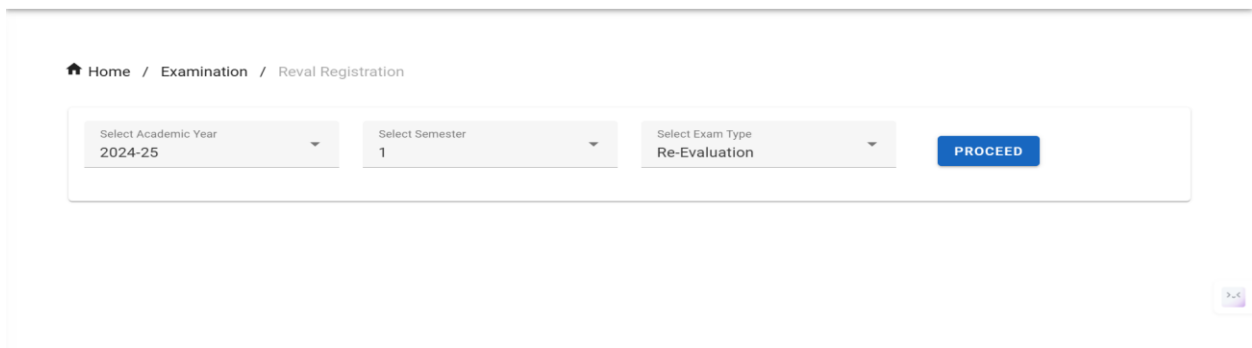 Home / Examination / Reval Registration
Select Academic Year
2024-25
Select Semester
1
Select Exam Type
Re-Evaluation
PROCEED
>_<